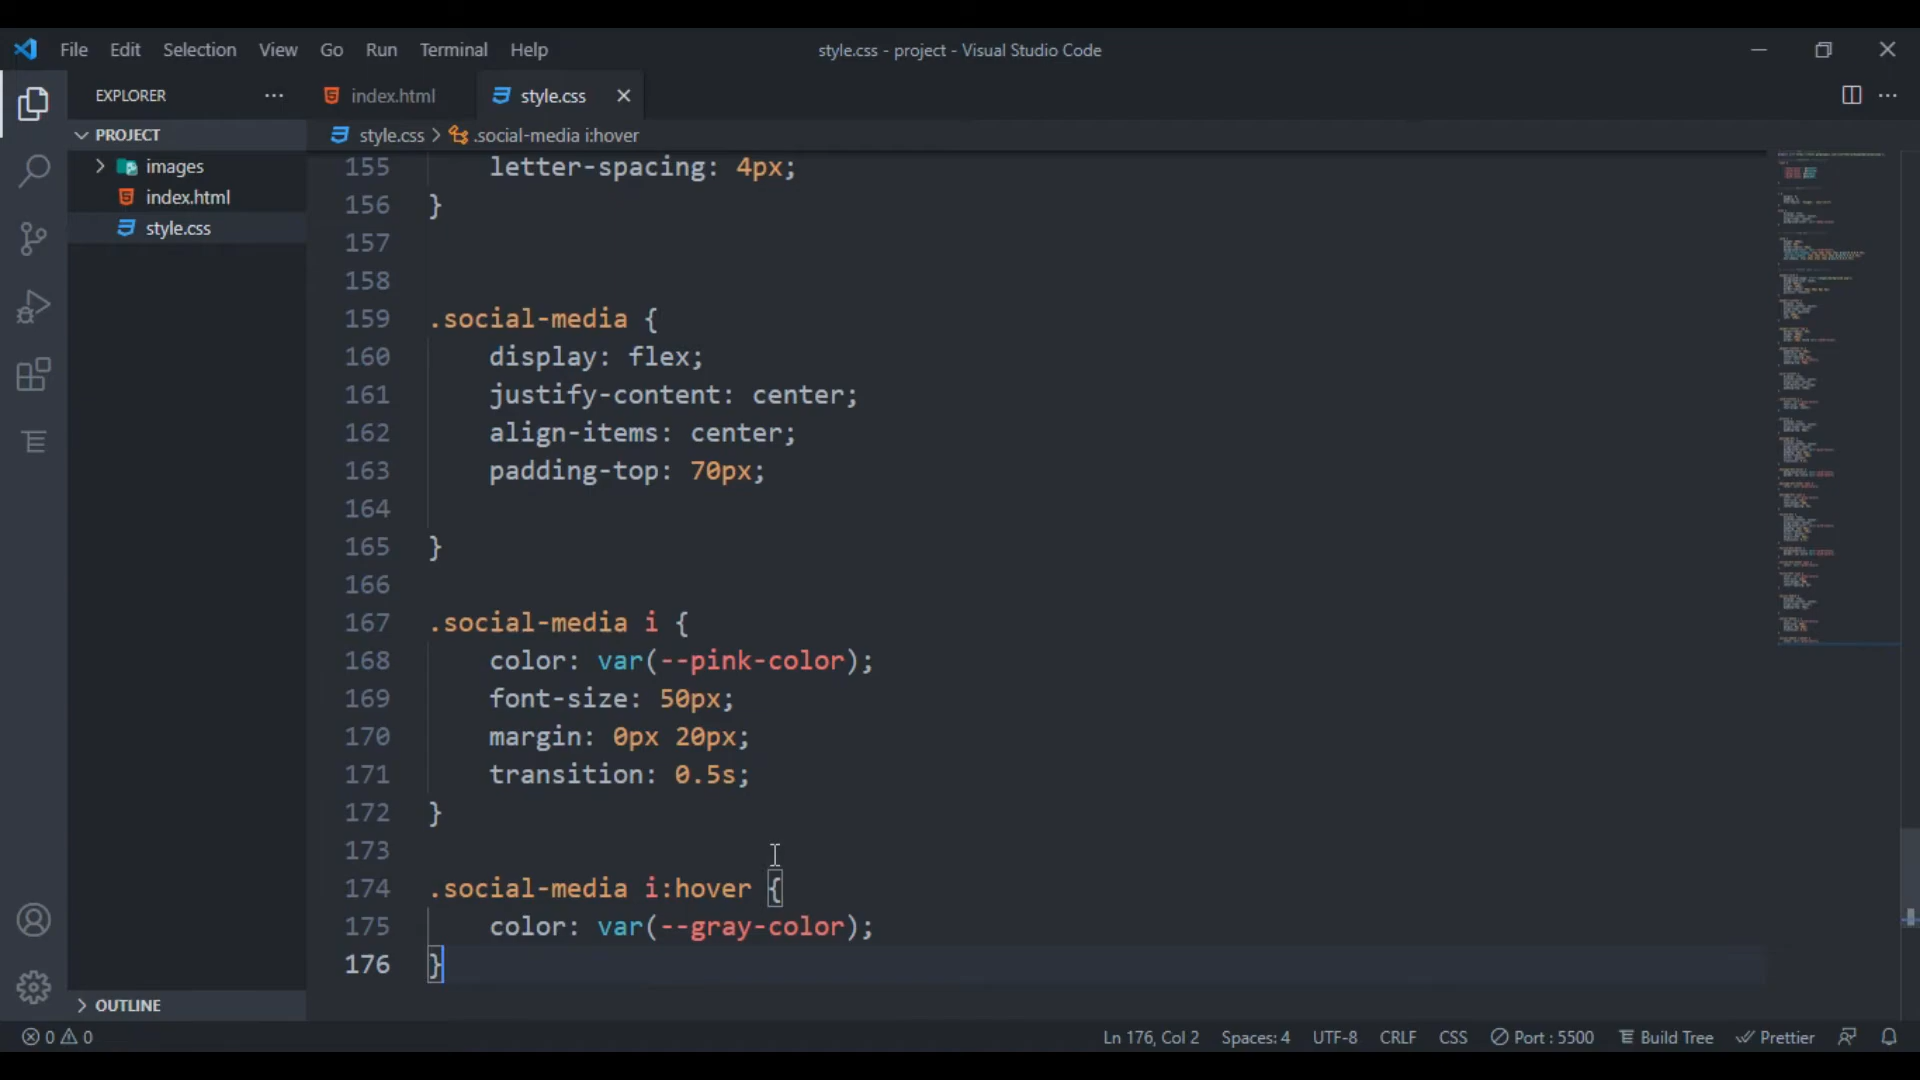 File Edit Selection View Go Run Terminal Help
style.css - project - Visual Studio Code
EXPLORER
index.html
style.css
PROJECT
images
index.html
style.css
OUTLINE
style.css > .social-media i:hover
155 letter-spacing: 4px;
156 }
157
158
159 .social-media {
160 display: flex;
161 justify-content: center;
162 align-items: center;
163 padding-top: 70px;
164
165 }
166
167 .social-media i {
168 color: var(--pink-color);
169 font-size: 50px;
170 margin: 0px 20px;
171 transition: 0.5s;
172 }
173
174 .social-media i:hover {
175 color: var(--gray-color);
176 }
0 0
Ln 176, Col 2 Spaces: 4 UTF-8 CRLF CSS Port : 5500 Build Tree Prettier